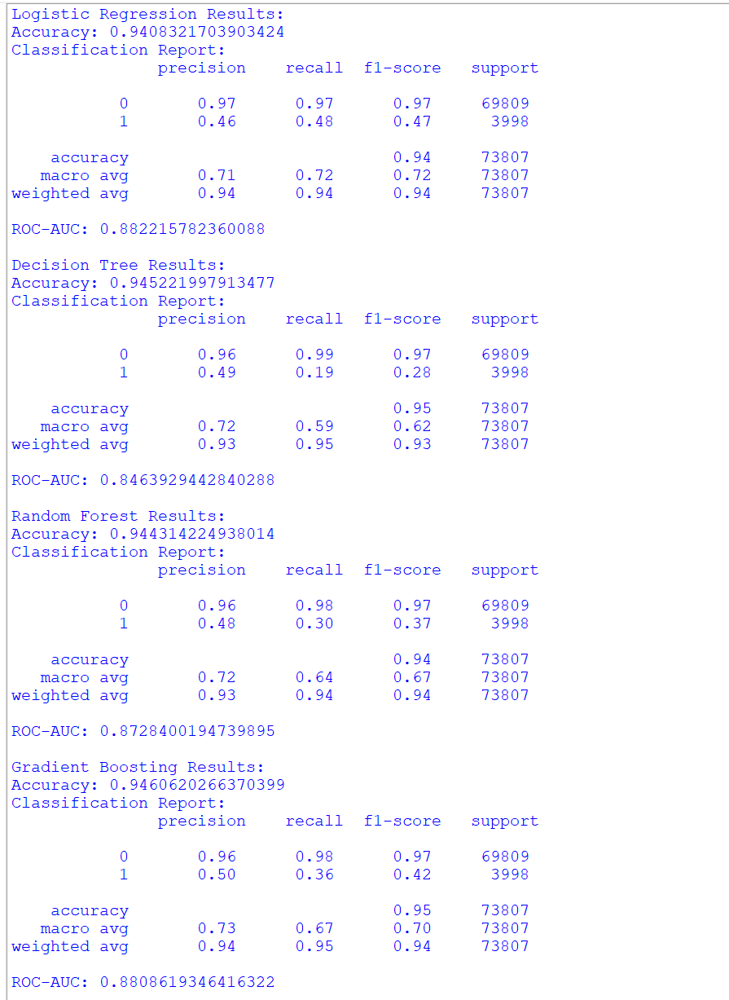 Logistic Regression Results:
Accuracy: 0.9408321703903424
Classification Report:
precision recall f1-score support
0 0.97 0.97 0.97 69809
1 0.46 0.48 0.47 3998
accuracy 0.94 73807
macro avg 0.71 0.72 0.72 73807
weighted avg 0.94 0.94 0.94 73807
ROC-AUC: 0.882215782360088
Decision Tree Results:
Accuracy: 0.945221997913477
Classification Report:
precision recall f1-score support
0 0.96 0.99 0.97 69809
1 0.49 0.19 0.28 3998
accuracy 0.95 73807
macro avg 0.72 0.59 0.62 73807
weighted avg 0.93 0.95 0.93 73807
ROC-AUC: 0.8463929442840288
Random Forest Results:
Accuracy: 0.944314224938014
Classification Report:
precision recall f1-score support
0 0.96 0.98 0.97 69809
1 0.48 0.30 0.37 3998
accuracy 0.94 73807
macro avg 0.72 0.64 0.67 73807
weighted avg 0.93 0.94 0.94 73807
ROC-AUC: 0.8728400194739895
Gradient Boosting Results:
Accuracy: 0.9460620266370399
Classification Report:
precision recall f1-score support
0 0.96 0.98 0.97 69809
1 0.50 0.36 0.42 3998
accuracy 0.95 73807
macro avg 0.73 0.67 0.70 73807
weighted avg 0.94 0.95 0.94 73807
ROC-AUC: 0.8808619346416322